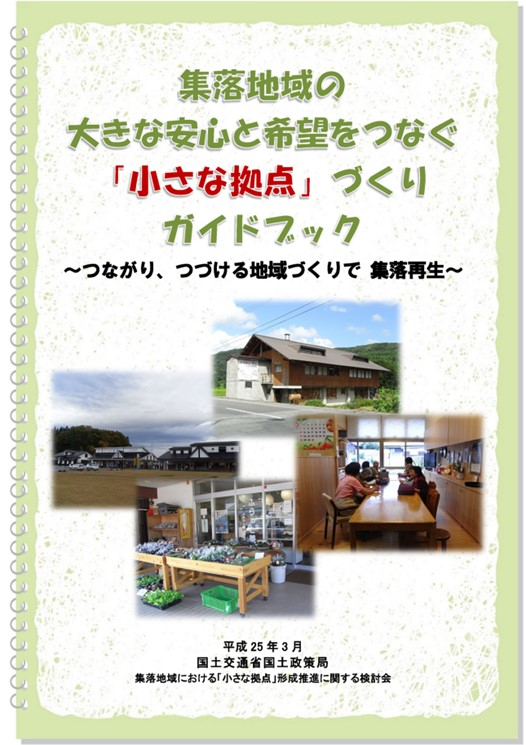 集落地域の
大きな安心と希望をつなぐ
「小さな拠点」づくり
ガイドブック
～つながり、つづける地域づくりで 集落再生～
平成 25 年 3 月
国土交通省国土政策局
集落地域における「小さな拠点」形成推進に関する検討会